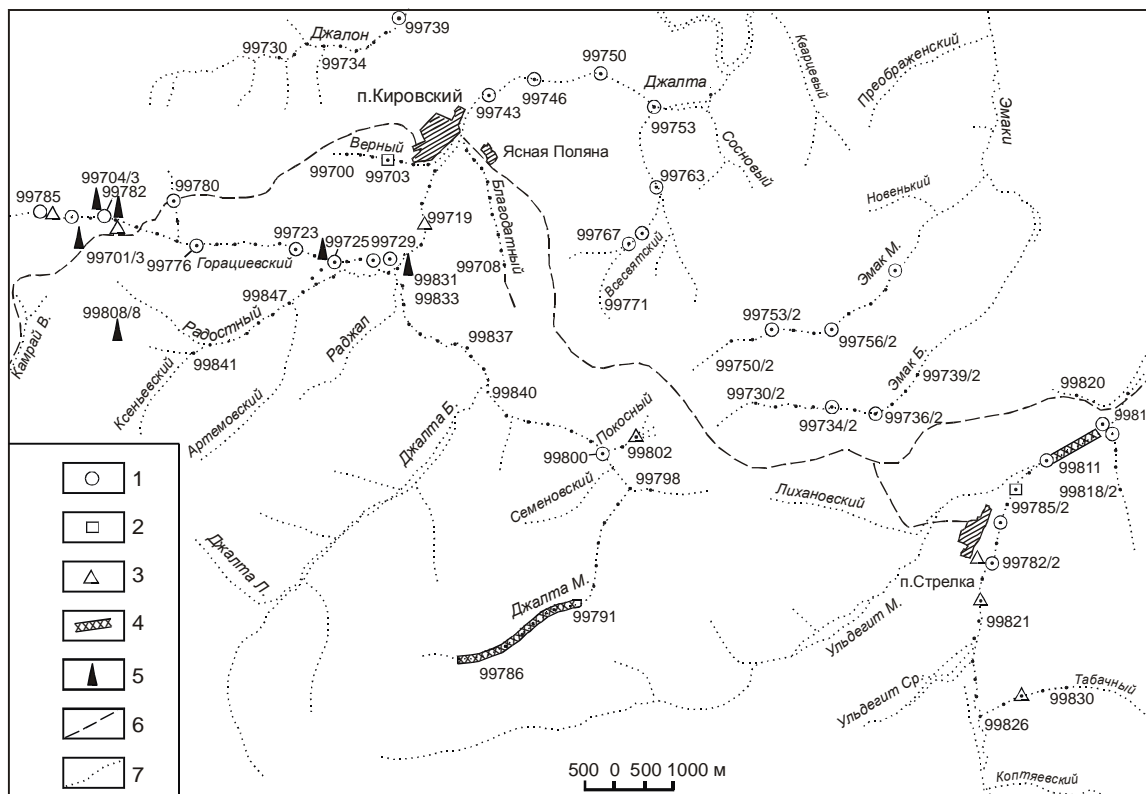 Джалон
99739
99730
99734
99750
Джалта
Кварцевый
Преображенский
Эмаки
п.Кировский
99743
99746
99753
Верный
Ясная Поляна
Сосновый
99700
99703
99704/3
99785
99782
99780
99763
Благодатный
Новенький
99719
99723
99725
99729
99767
Всесвятский
99701/3
99776
Горациевский
99708
Эмак М.
99831
99833
99771
99847
99808/8
Радостный
Раджал
99753/2
99756/2
99837
Камрай В.
99841
99750/2
Эмак Б.
99739/2
99820
Ксеньевский
Артемовский
99840
99730/2
99734/2
99736/2
9981
Джалта Б.
Покосный
99800
99802
99811
Семеновский
99798
Лихановский
99818/2
99785/2
Джалта Л.
99782/2
п.Стрелка
Джалта М.
99791
99821
Ульдегит М.
99786
Ульдегит Ср.
Табачный
99830
99826
Коптяевский
1
2
3
4
5
6
7
500 0 500 1000 м